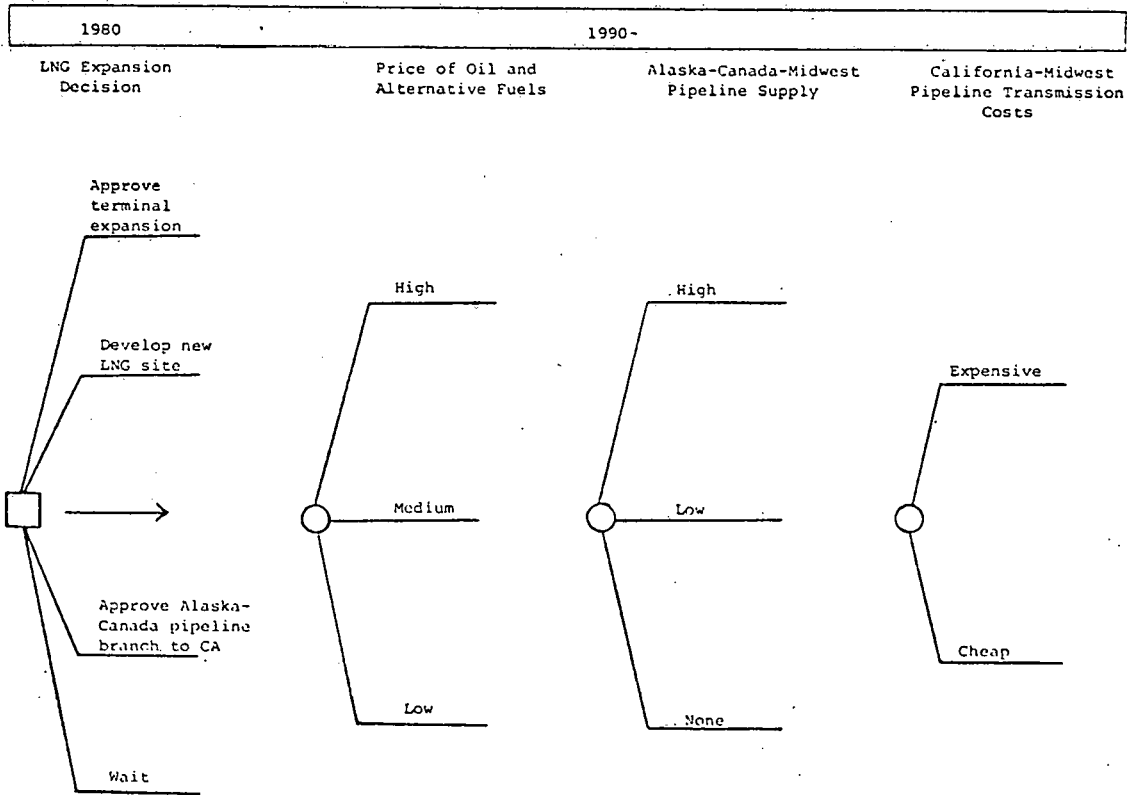 1980
1990-
LNG Expansion
Decision
Price of Oil and
Alternative Fuels
Alaska-Canada-Midwest
Pipeline Supply
California-Midwest
Pipeline Transmission
Costs
Approve
terminal
expansion
Develop new
LNG site
Approve Alaska-
Canada pipeline
branch to CA
Wait
High
Medium
Low
High
Low
None
Expensive
Cheap